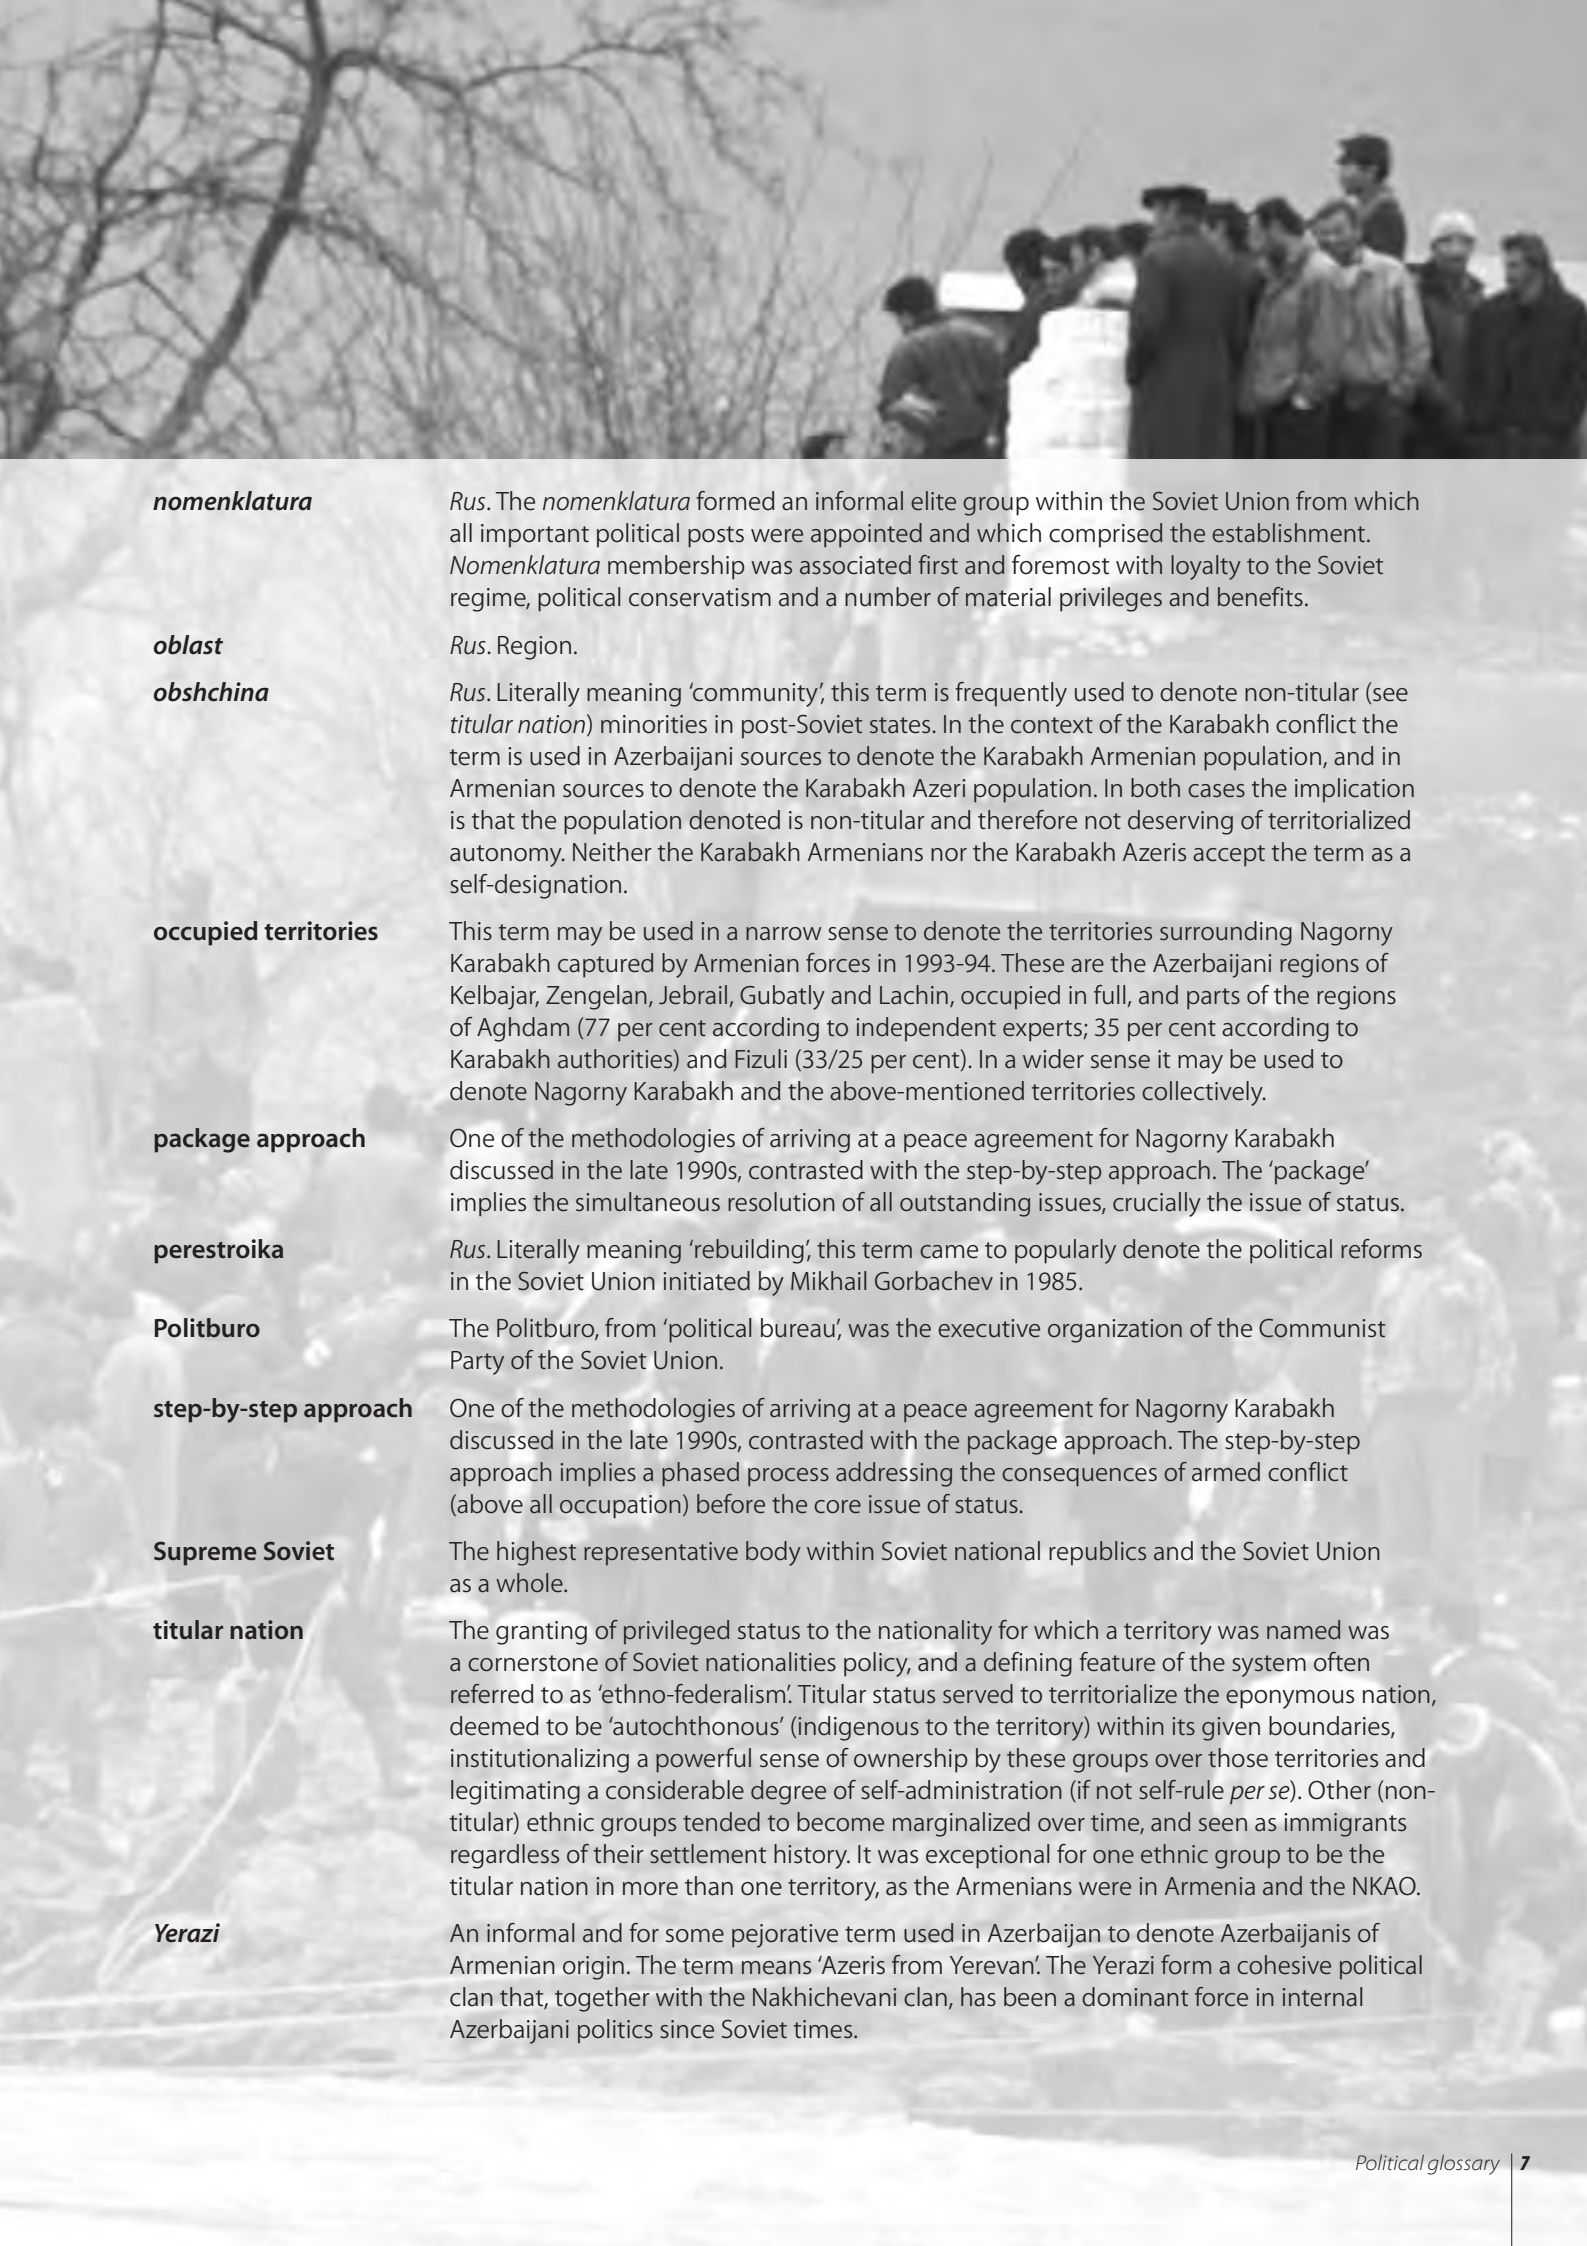 nomenklatura
Rus. The nomenklatura formed an informal elite group within the Soviet Union from which
all important political posts were appointed and which comprised the establishment.
Nomenklatura membership was associated first and foremost with loyalty to the Soviet
regime, political conservatism and a number of material privileges and benefits.
oblast
Rus. Region.
obshchina
Rus. Literally meaning ‘community’, this term is frequently used to denote non-titular (see
titular nation) minorities in post-Soviet states. In the context of the Karabakh conflict the
term is used in Azerbaijani sources to denote the Karabakh Armenian population, and in
Armenian sources to denote the Karabakh Azeri population. In both cases the implication
is that the population denoted is non-titular and therefore not deserving of territorialized
autonomy. Neither the Karabakh Armenians nor the Karabakh Azeris accept the term as a
self-designation.
occupied territories
This term may be used in a narrow sense to denote the territories surrounding Nagorny
Karabakh captured by Armenian forces in 1993-94. These are the Azerbaijani regions of
Kelbajar, Zengelan, Jebrail, Gubatly and Lachin, occupied in full, and parts of the regions
of Aghdam (77 per cent according to independent experts; 35 per cent according to
Karabakh authorities) and Fizuli (33/25 per cent). In a wider sense it may be used to
denote Nagorny Karabakh and the above-mentioned territories collectively.
package approach
One of the methodologies of arriving at a peace agreement for Nagorny Karabakh
discussed in the late 1990s, contrasted with the step-by-step approach. The ‘package’
implies the simultaneous resolution of all outstanding issues, crucially the issue of status.
perestroika
Rus. Literally meaning ‘rebuilding’, this term came to popularly denote the political reforms
in the Soviet Union initiated by Mikhail Gorbachev in 1985.
Politburo
The Politburo, from ‘political bureau’, was the executive organization of the Communist
Party of the Soviet Union.
step-by-step approach
One of the methodologies of arriving at a peace agreement for Nagorny Karabakh
discussed in the late 1990s, contrasted with the package approach. The step-by-step
approach implies a phased process addressing the consequences of armed conflict
(above all occupation) before the core issue of status.
Supreme Soviet
The highest representative body within Soviet national republics and the Soviet Union
as a whole.
titular nation
The granting of privileged status to the nationality for which a territory was named was
a cornerstone of Soviet nationalities policy, and a defining feature of the system often
referred to as ‘ethno-federalism’. Titular status served to territorialize the eponymous nation,
deemed to be ‘autochthonous’ (indigenous to the territory) within its given boundaries,
institutionalizing a powerful sense of ownership by these groups over those territories and
legitimating a considerable degree of self-administration (if not self-rule per se). Other (non-
titular) ethnic groups tended to become marginalized over time, and seen as immigrants
regardless of their settlement history. It was exceptional for one ethnic group to be the
titular nation in more than one territory, as the Armenians were in Armenia and the NKAO.
Yerazi
An informal and for some pejorative term used in Azerbaijan to denote Azerbaijanis of
Armenian origin. The term means ‘Azeris from Yerevan’. The Yerazi form a cohesive political
clan that, together with the Nakhichevani clan, has been a dominant force in internal
Azerbaijani politics since Soviet times.
Political glossary 7